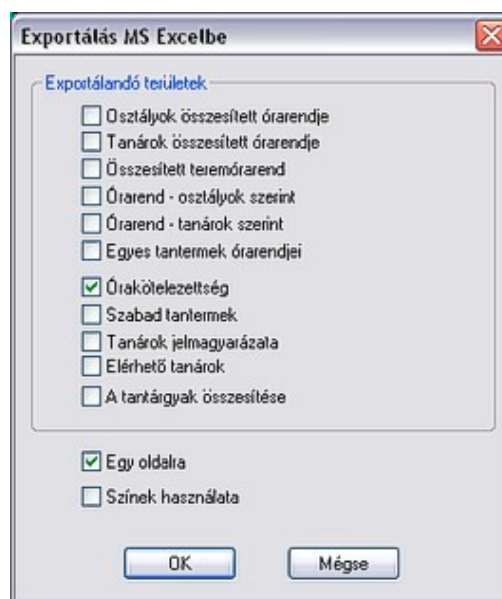 Exportálás MS Excelbe
Exportálandó területek
Osztályok összesített órarendje
Tanárok összesített órarendje
Összesített teremórarend
Órarend - osztályok szerint
Órarend - tanárok szerint
Egyes tantermek órarendjei
Órakötelezettség
Szabad tantermek
Tanárok jelmagyarázata
Elérhető tanárok
A tantárgyak összesítése
Egy oldalra
Színek használata
OK
Mégse